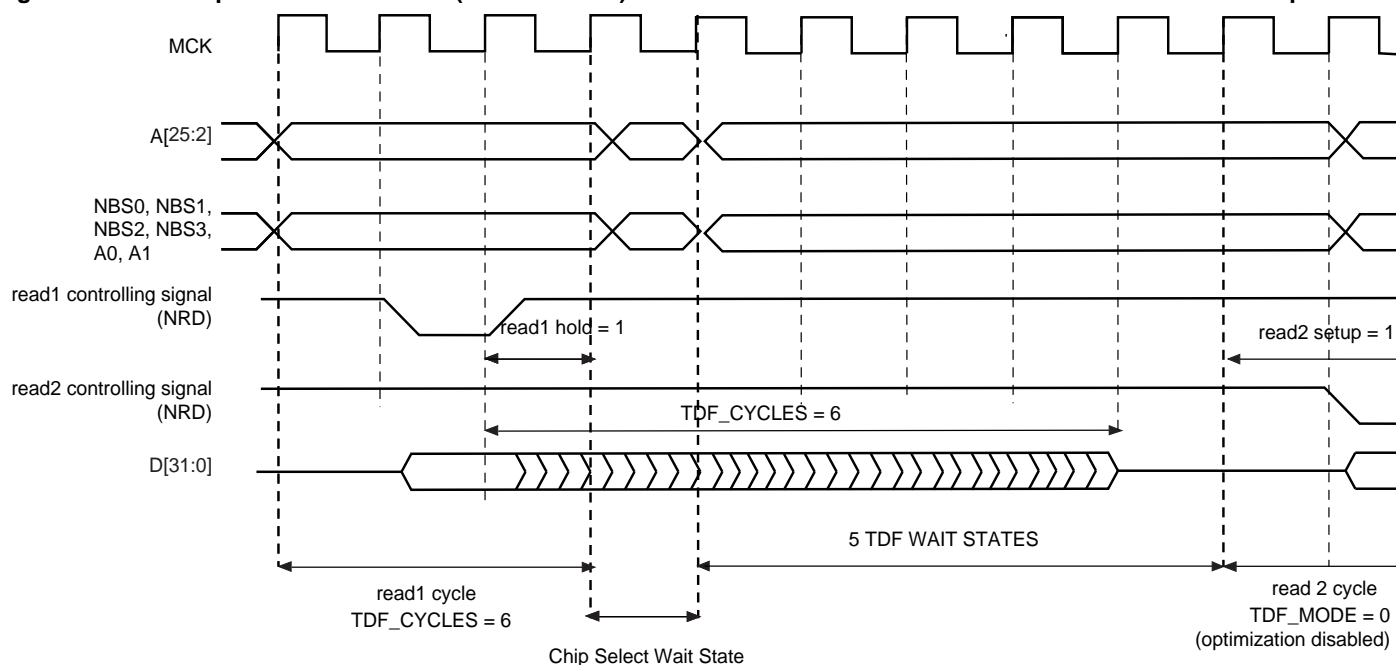 MCK
A[25:2]
NBS0, NBS1,
NBS2, NBS3,
A0, A1
read1 controlling signal
(NRD)
read1 hold = 1
read2 setup = 1
read2 controlling signal
(NRD)
TDF_CYCLES = 6
D[31:0]
5 TDF WAIT STATES
read1 cycle
TDF_CYCLES = 6
read 2 cycle
TDF_MODE = 0
(optimization disabled)
Chip Select Wait State